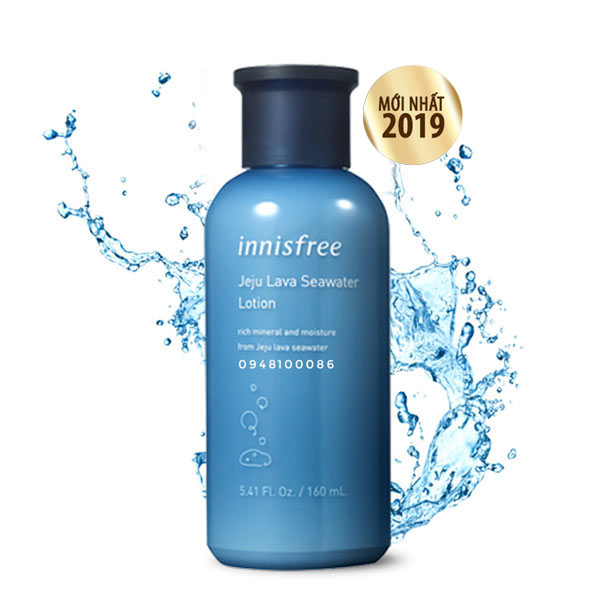 MỚI NHẤT
2019
innisfree
Jeju Lava Seawater
Lotion
rich mineral and moisture
from Jeju lava seawater
0948100086
5.41 Fl. Oz. / 160 mL.